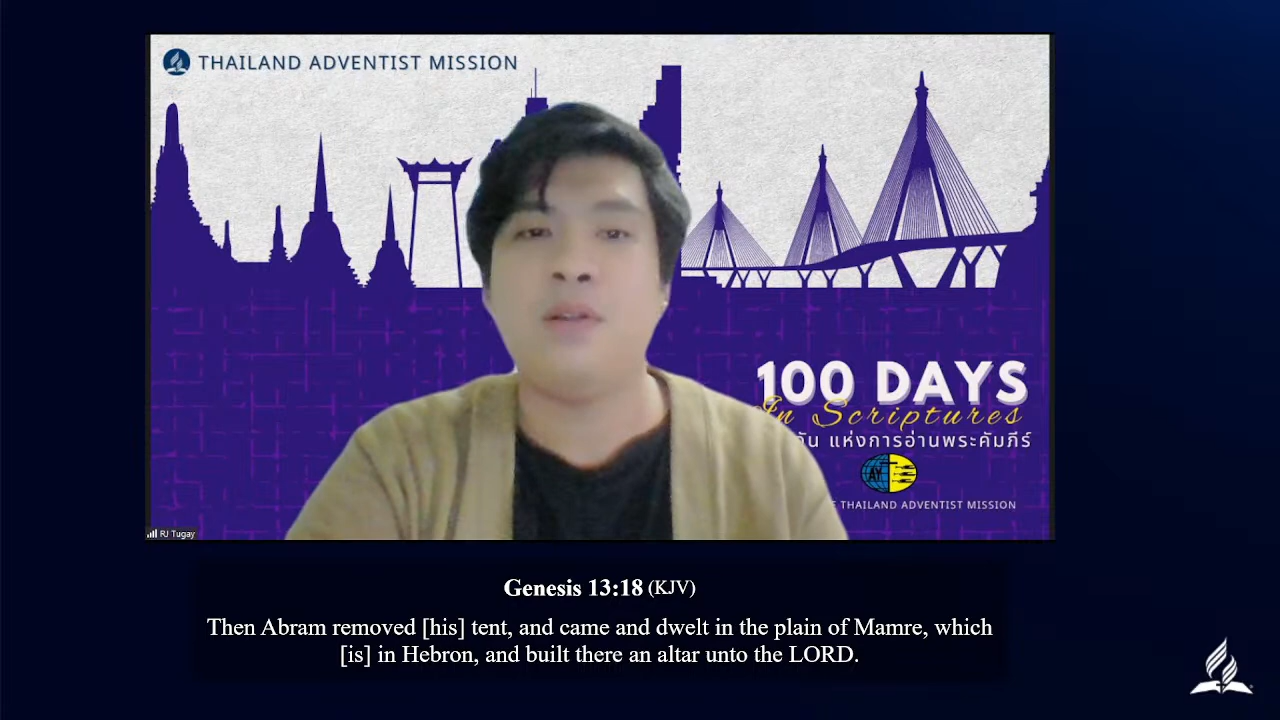 THAILAND ADVENTIST MISSION
100 DAYS
In Scriptures
วัน แห่งการอ่านพระคัมภีร์
AY
THAILAND ADVENTIST MISSION
RJ Tugay
Genesis 13:18 (KJV)
Then Abram removed [his] tent, and came and dwelt in the plain of Mamre, which
[is] in Hebron, and built there an altar unto the LORD.